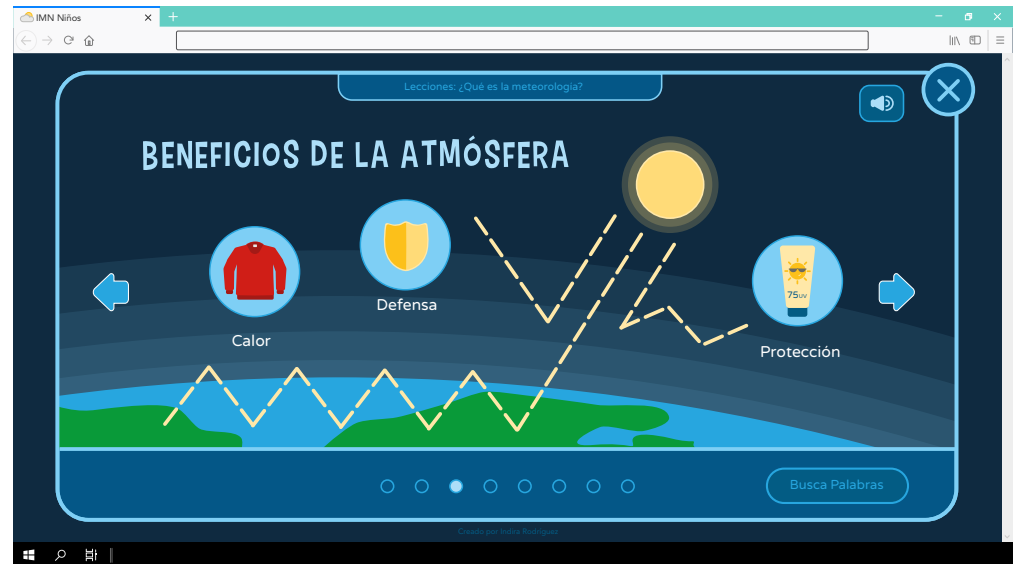 IMN Niños
Lecciones: ¿Qué es la meteorología?
BENEFICIOS DE LA ATMÓSFERA
Defensa
75UV
Calor
Protección
Busca Palabras
Creado por Indira Rodríguez